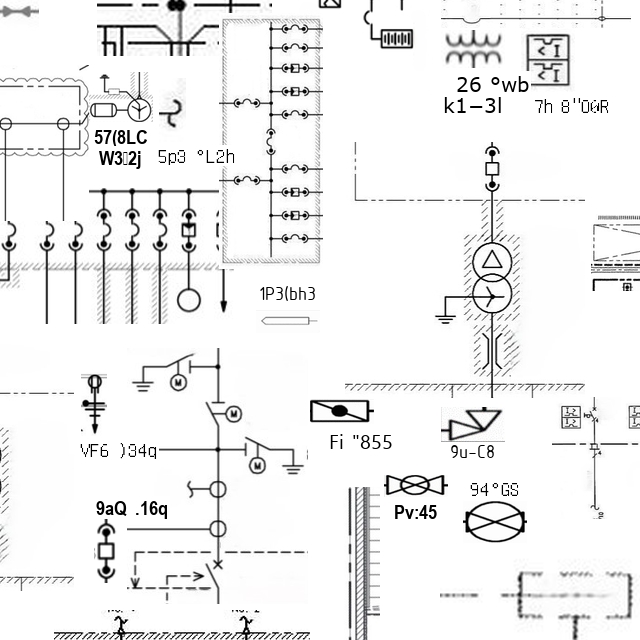 26 °wb
k1-3l
7h 8"OQR
57(8LC
W3▯2j
5p3 °L2h
1P3(bh3
VF6 )34q
Fi "855
9u-C8
9aQ .16q
Pv:45
94°GS